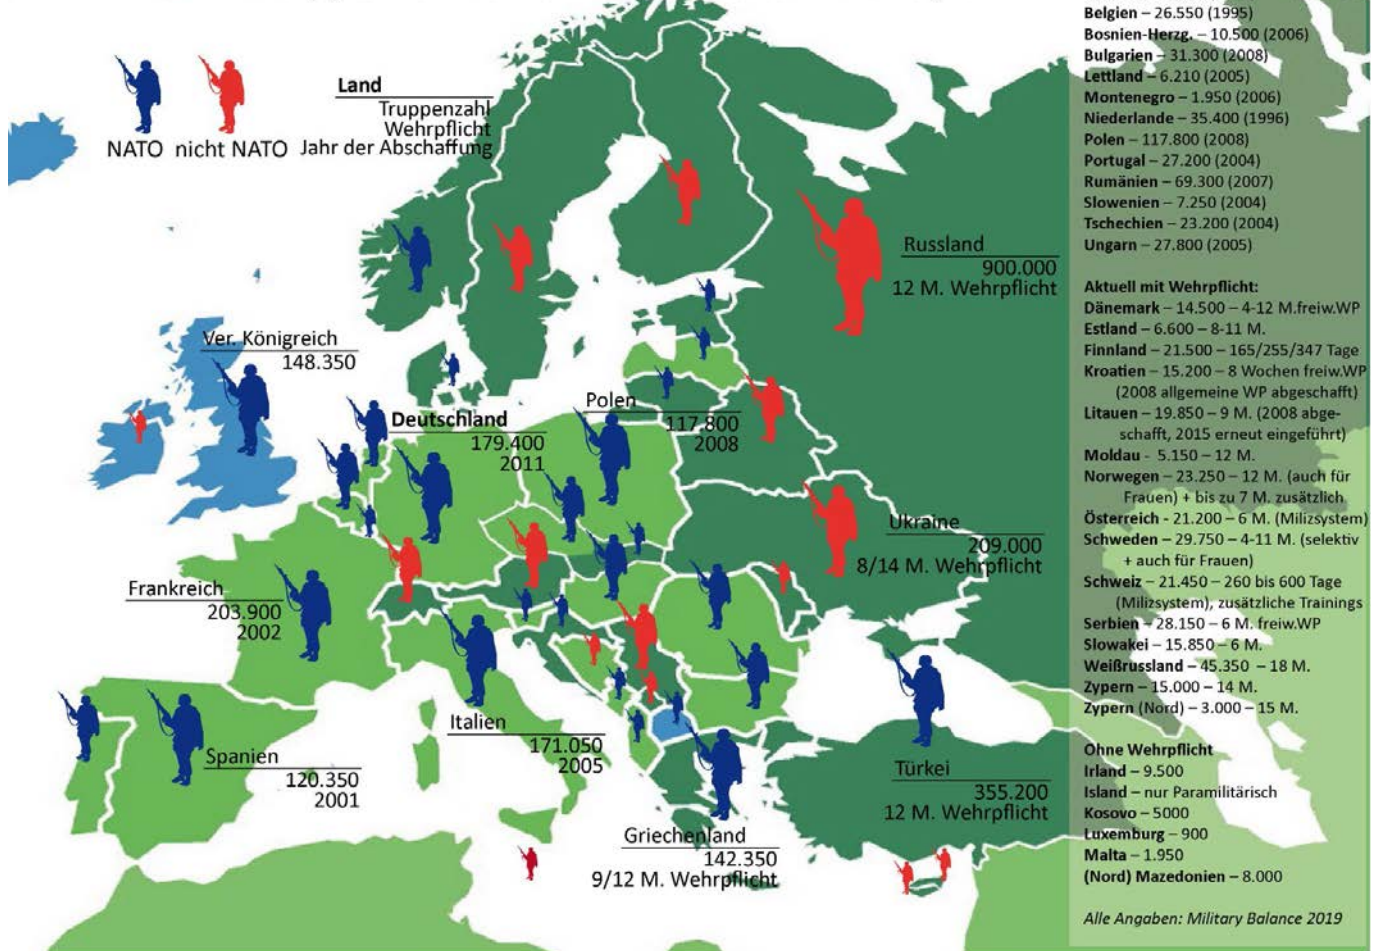 NATO
nicht NATO
Land
Truppenzahl
Wehrpflicht
Jahr der Abschaffung
Russland
900.000
12 M. Wehrpflicht
Ver. Königreich
148.350
Polen
117.800
2008
Deutschland
179.400
2011
Ukraine
209.000
8/14 M. Wehrpflicht
Frankreich
203.900
2002
Italien
171.050
2005
Spanien
120.350
2001
Türkei
355.200
12 M. Wehrpflicht
Griechenland
142.350
9/12 M. Wehrpflicht
Belgien – 26.550 (1995)
Bosnien-Herzg. – 10.500 (2006)
Bulgarien – 31.300 (2008)
Lettland – 6.210 (2005)
Montenegro – 1.950 (2006)
Niederlande – 35.400 (1996)
Polen – 117.800 (2008)
Portugal – 27.200 (2004)
Rumänien – 69.300 (2007)
Slowenien – 7.250 (2004)
Tschechien – 23.200 (2004)
Ungarn – 27.800 (2005)
Aktuell mit Wehrpflicht:
Dänemark – 14.500 – 4-12 M.freiw.WP
Estland – 6.600 – 8-11 M.
Finnland – 21.500 – 165/255/347 Tage
Kroatien – 15.200 – 8 Wochen freiw.WP
(2008 allgemeine WP abgeschafft)
Litauen – 19.850 – 9 M. (2008 abge-
schafft, 2015 erneut eingeführt)
Moldau - 5.150 – 12 M.
Norwegen – 23.250 – 12 M. (auch für
Frauen) + bis zu 7 M. zusätzlich
Österreich - 21.200 – 6 M. (Milizsystem)
Schweden – 29.750 – 4-11 M. (selektiv
+ auch für Frauen)
Schweiz – 21.450 – 260 bis 600 Tage
(Milizsystem), zusätzliche Trainings
Serbien – 28.150 – 6 M. freiw.WP
Slowakei – 15.850 – 6 M.
Weißrussland – 45.350 – 18 M.
Zypern – 15.000 – 14 M.
Zypern (Nord) – 3.000 – 15 M.
Ohne Wehrpflicht
Irland – 9.500
Island – nur Paramilitärisch
Kosovo – 5000
Luxemburg – 900
Malta – 1.950
(Nord) Mazedonien – 8.000
Alle Angaben: Military Balance 2019